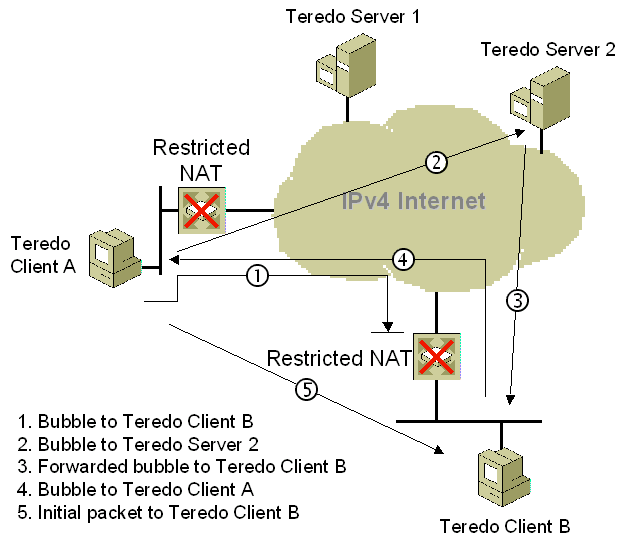 Teredo Server 1
Teredo Server 2
Restricted
NAT
2
IPv4 Internet
Teredo
Client A
4
1
3
Restricted NAT
5
1. Bubble to Teredo Client B
2. Bubble to Teredo Server 2
3. Forwarded bubble to Teredo Client B
4. Bubble to Teredo Client A
5. Initial packet to Teredo Client B
Teredo Client B